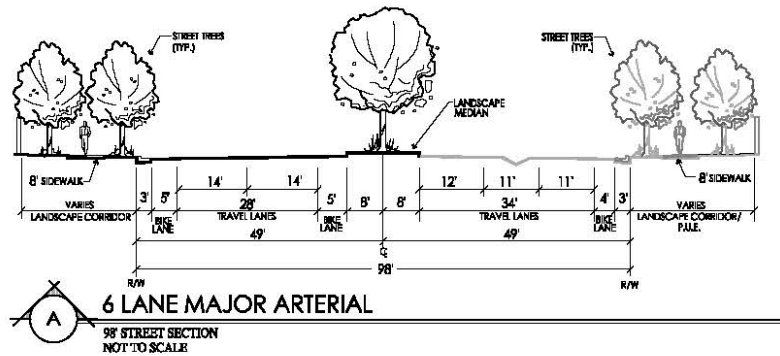 STREET TREES
(TYP.)
STREET TREES
(TYP.)
LANDSCAPE
MEDIAN
8' SIDEWALK
8' SIDEWALK
14' 14' 12' 11' 11'
3' 5' 28' 5' 8' 8' 34' 4' 3'
VARIES
LANDSCAPE CORRIDOR
BIKE
LANE
TRAVEL LANES
BIKE
LANE
TRAVEL LANES
BIKE
LANE
VARIES
LANDSCAPE CORRIDOR/
P.U.E.
49' 49'
98'
R/W
R/W
A
6 LANE MAJOR ARTERIAL
98' STREET SECTION
NOT TO SCALE